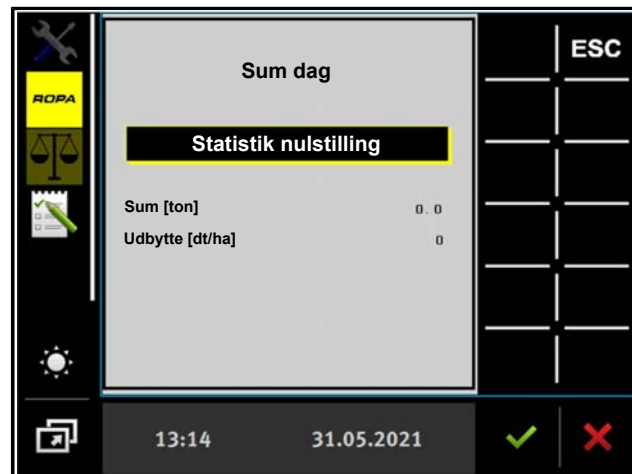 ESC
Sum dag
ROPA
Statistik nulstilling
Sum [ton] 0.0
Udbytte [dt/ha] 0
13:14 31.05.2021